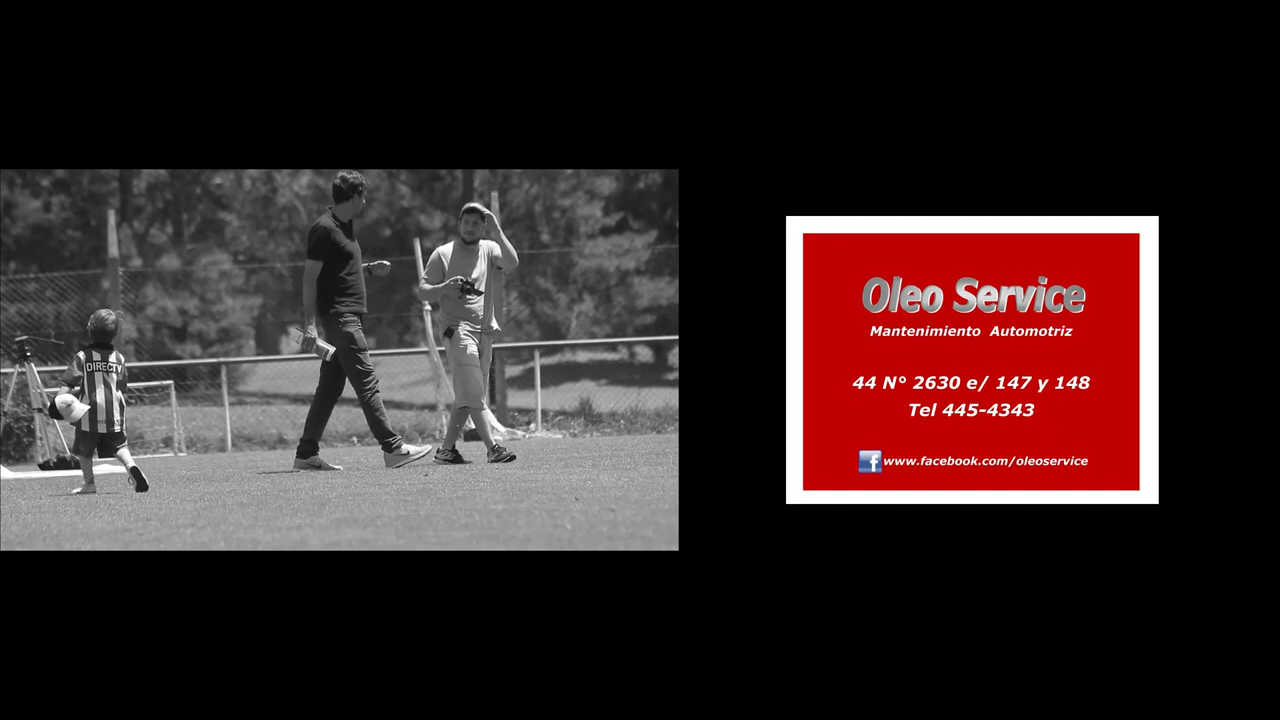 DIRECTV
Oleo Service
Mantenimiento Automotriz
44 N° 2630 e/ 147 y 148
Tel 445-4343
www.facebook.com/oleoservice